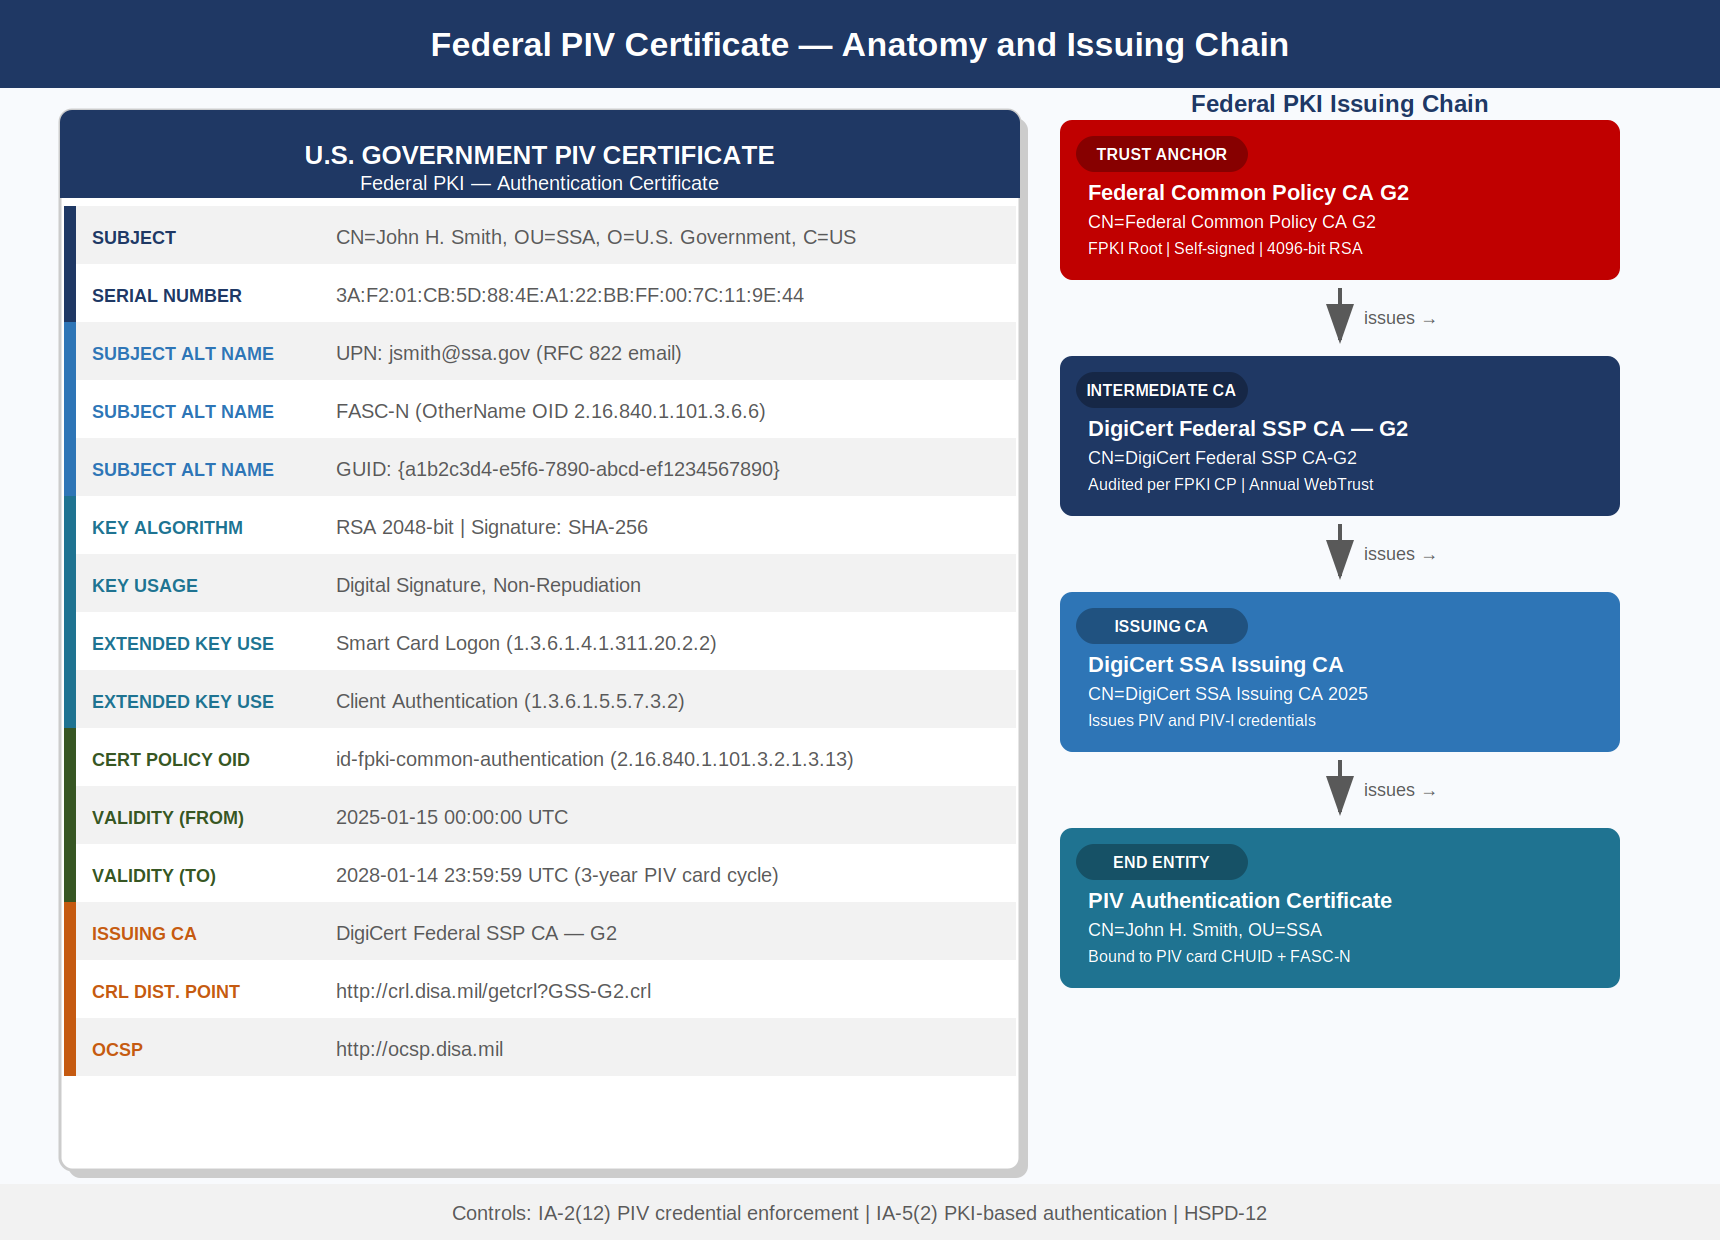 Federal PIV Certificate — Anatomy and Issuing Chain
U.S. GOVERNMENT PIV CERTIFICATE
Federal PKI — Authentication Certificate
SUBJECT CN=John H. Smith, OU=SSA, O=U.S. Government, C=US
SERIAL NUMBER 3A:F2:01:CB:5D:88:4E:A1:22:BB:FF:00:7C:11:9E:44
SUBJECT ALT NAME UPN: jsmith@ssa.gov (RFC 822 email)
SUBJECT ALT NAME FASC-N (OtherName OID 2.16.840.1.101.3.6.6)
SUBJECT ALT NAME GUID: {a1b2c3d4-e5f6-7890-abcd-ef1234567890}
KEY ALGORITHM RSA 2048-bit | Signature: SHA-256
KEY USAGE Digital Signature, Non-Repudiation
EXTENDED KEY USE Smart Card Logon (1.3.6.1.4.1.311.20.2.2)
EXTENDED KEY USE Client Authentication (1.3.6.1.5.5.7.3.2)
CERT POLICY OID id-fpki-common-authentication (2.16.840.1.101.3.2.1.3.13)
VALIDITY (FROM) 2025-01-15 00:00:00 UTC
VALIDITY (TO) 2028-01-14 23:59:59 UTC (3-year PIV card cycle)
ISSUING CA DigiCert Federal SSP CA — G2
CRL DIST. POINT http://crl.disa.mil/getcrl?GSS-G2.crl
OCSP http://ocsp.disa.mil
Federal PKI Issuing Chain
TRUST ANCHOR
Federal Common Policy CA G2
CN=Federal Common Policy CA G2
FPKI Root | Self-signed | 4096-bit RSA
issues →
INTERMEDIATE CA
DigiCert Federal SSP CA — G2
CN=DigiCert Federal SSP CA-G2
Audited per FPKI CP | Annual WebTrust
issues →
ISSUING CA
DigiCert SSA Issuing CA
CN=DigiCert SSA Issuing CA 2025
Issues PIV and PIV-I credentials
issues →
END ENTITY
PIV Authentication Certificate
CN=John H. Smith, OU=SSA
Bound to PIV card CHUID + FASC-N
Controls: IA-2(12) PIV credential enforcement | IA-5(2) PKI-based authentication | HSPD-12